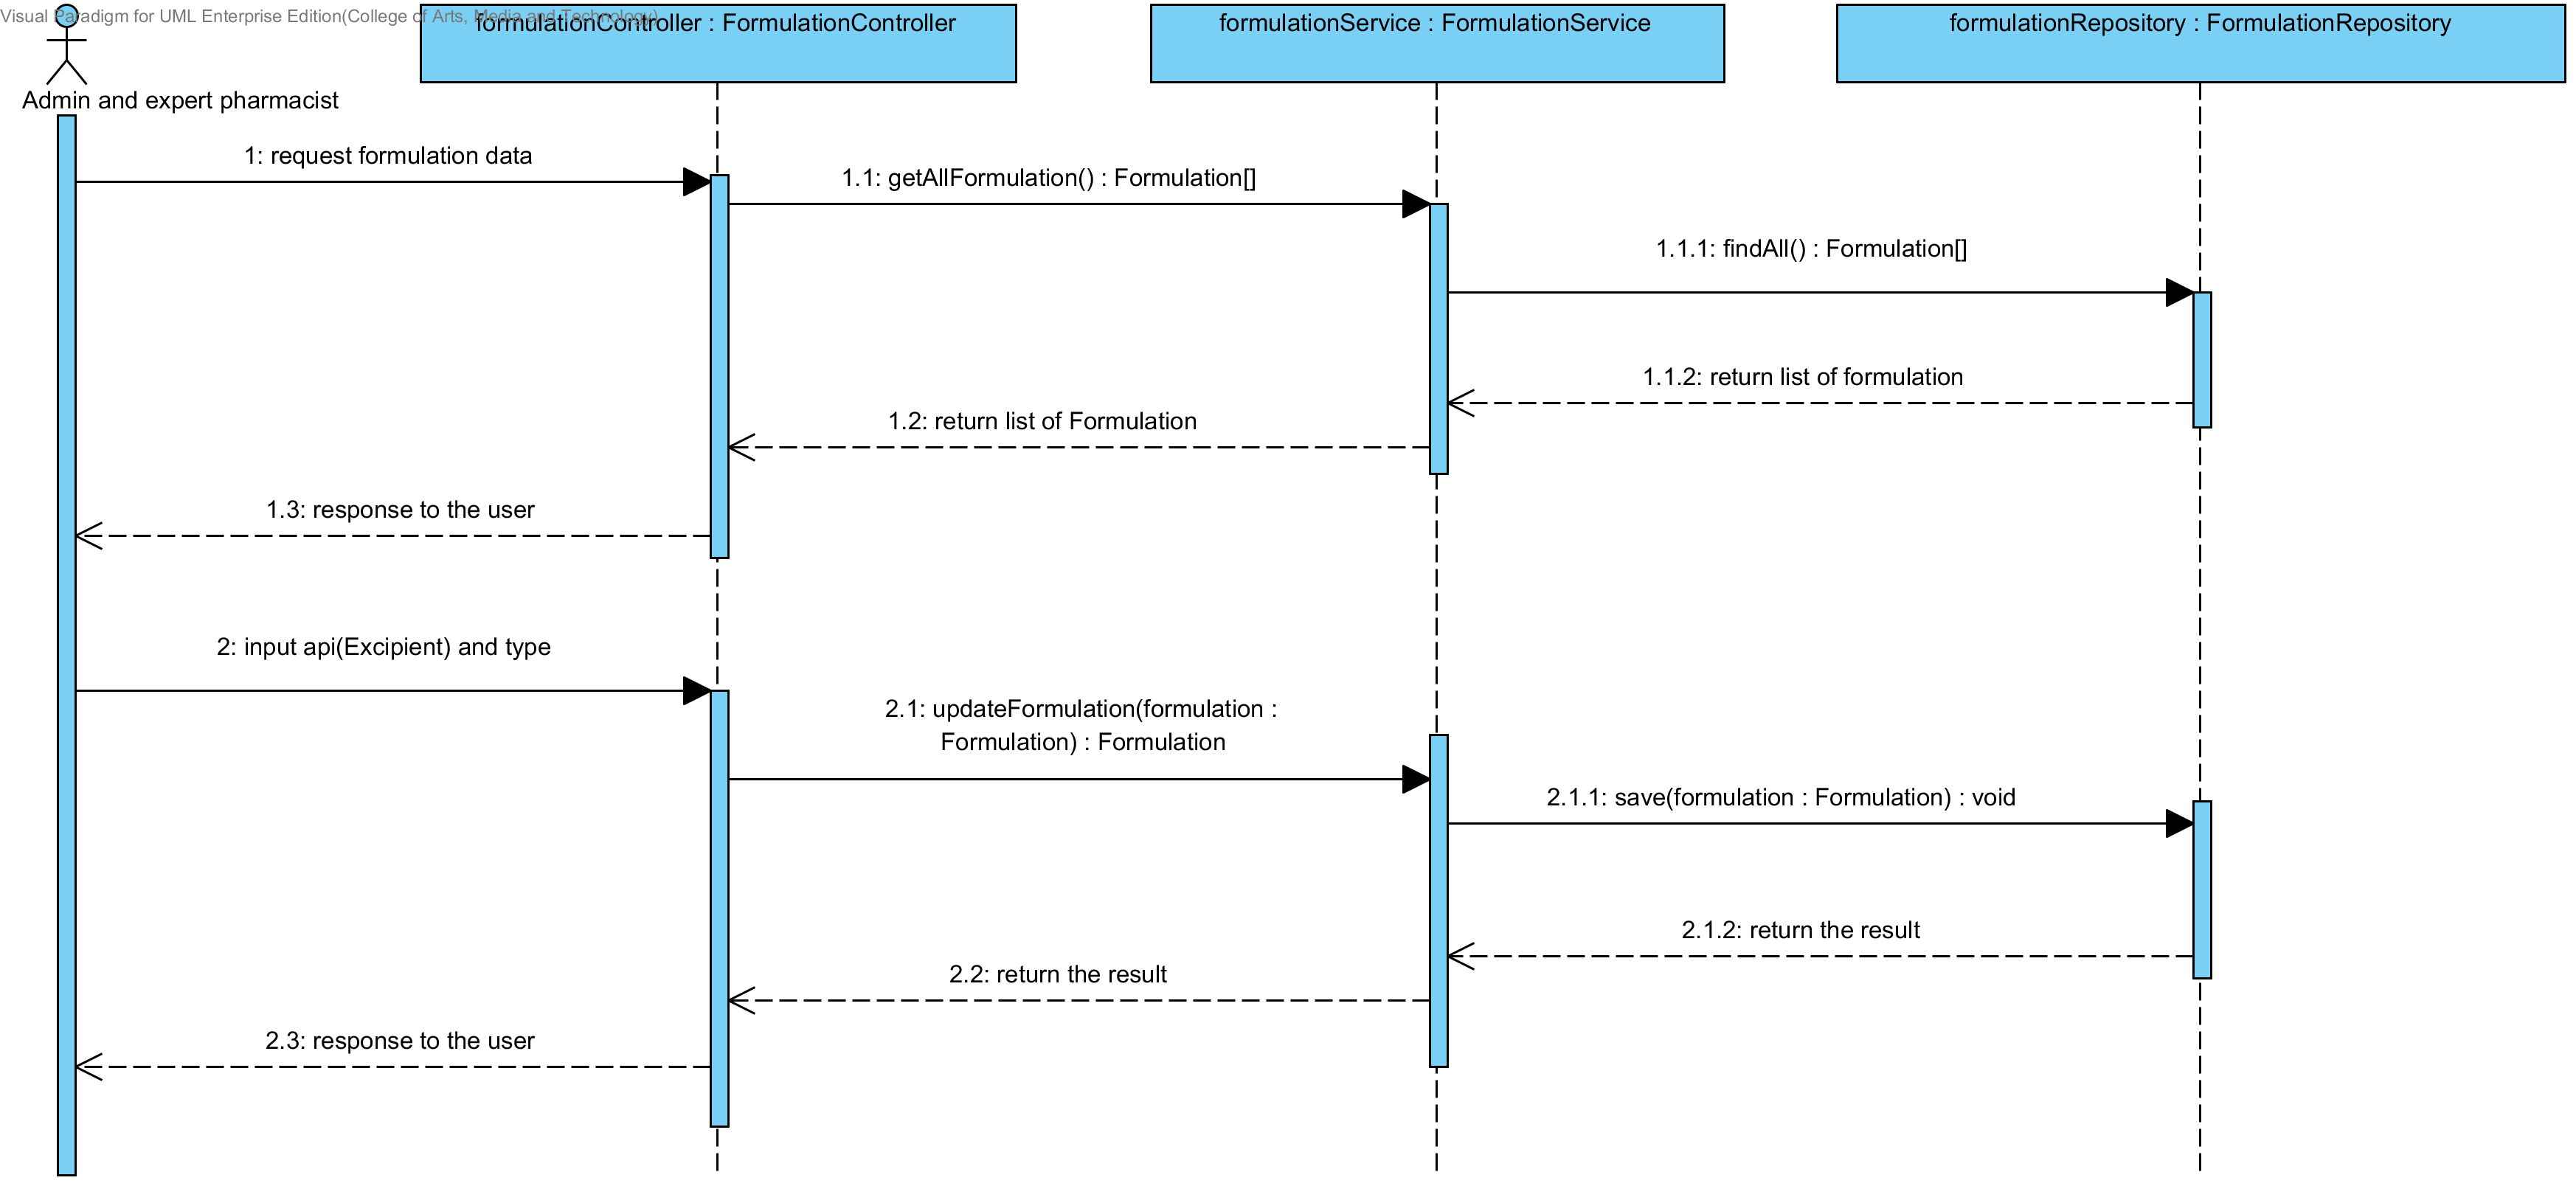 Visual Paradigm for UML Enterprise Edition(College of Arts, Media and Technology)
formulationController : FormulationController
formulationService : FormulationService
formulationRepository : FormulationRepository
Admin and expert pharmacist
1: request formulation data
1.1: getAllFormulation() : Formulation[]
1.1.1: findAll() : Formulation[]
1.1.2: return list of formulation
1.2: return list of Formulation
1.3: response to the user
2: input api(Excipient) and type
2.1: updateFormulation(formulation :
Formulation) : Formulation
2.1.1: save(formulation : Formulation) : void
2.1.2: return the result
2.2: return the result
2.3: response to the user